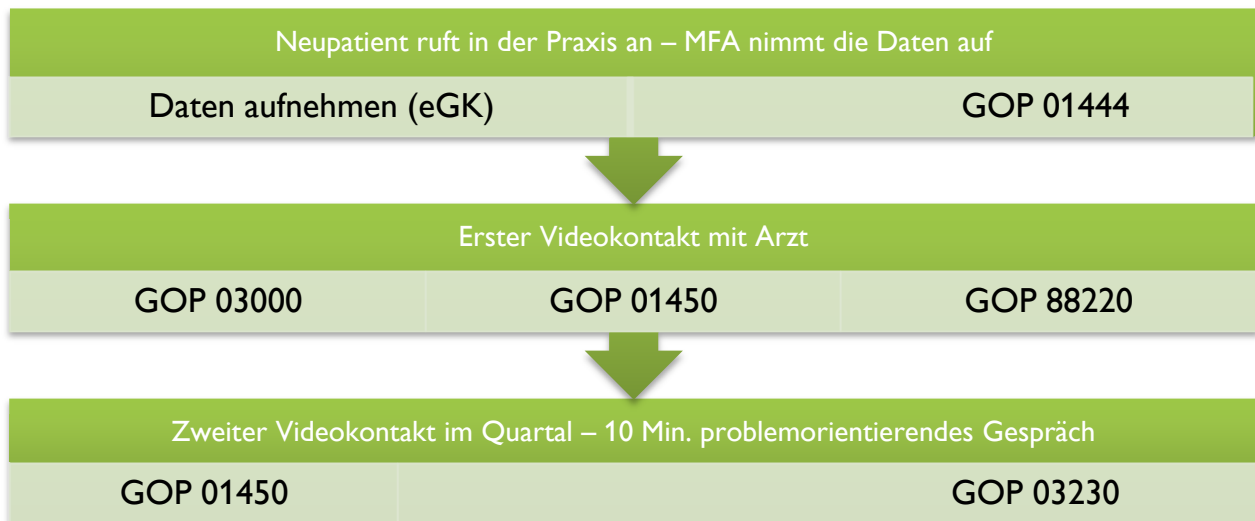 Neupatient ruft in der Praxis an – MFA nimmt die Daten auf
Daten aufnehmen (eGK) GOP 01444
Erster Videokontakt mit Arzt
GOP 03000 GOP 01450 GOP 88220
Zweiter Videokontakt im Quartal – 10 Min. problemorientierendes Gespräch
GOP 01450 GOP 03230